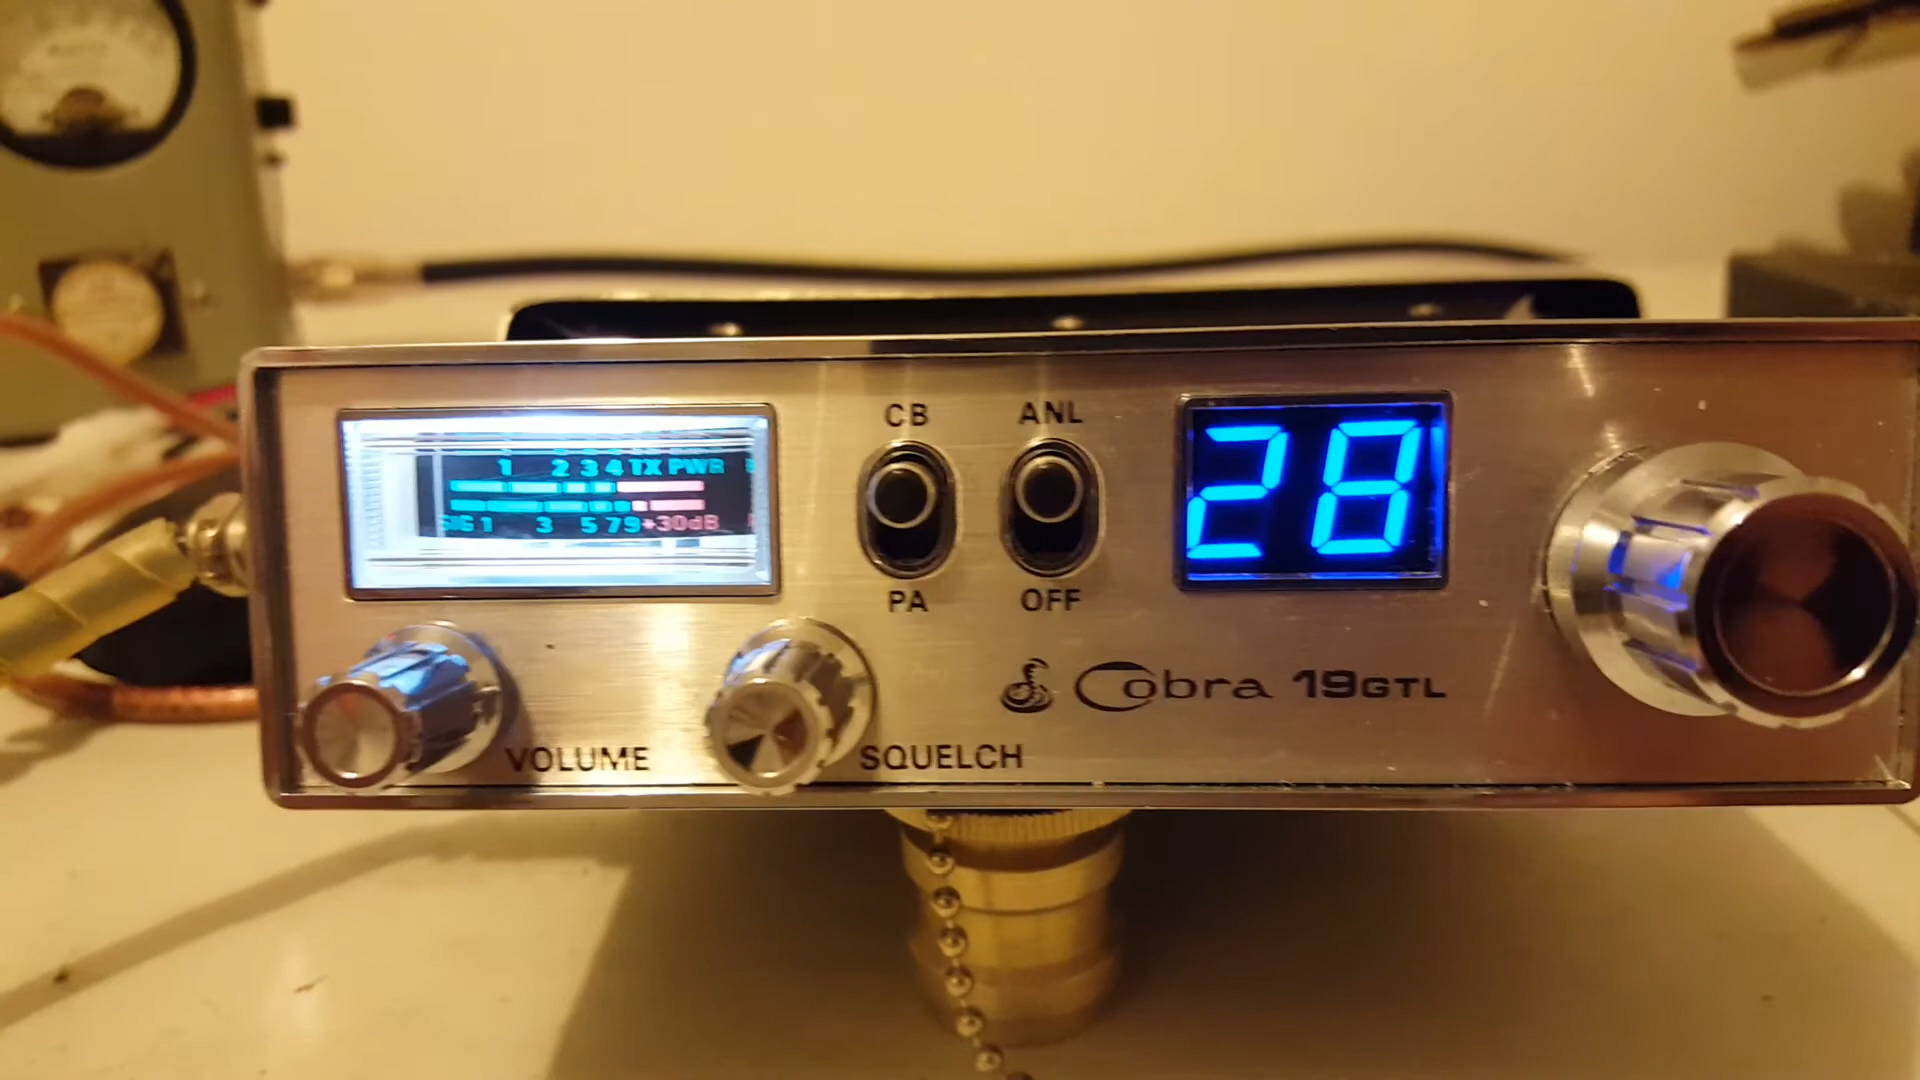 1 2 3 4 TX PWR
SIG 1 3 5 7 9 +30dB
CB
ANL
28
PA
OFF
Cobra 19GTL
VOLUME
SQUELCH